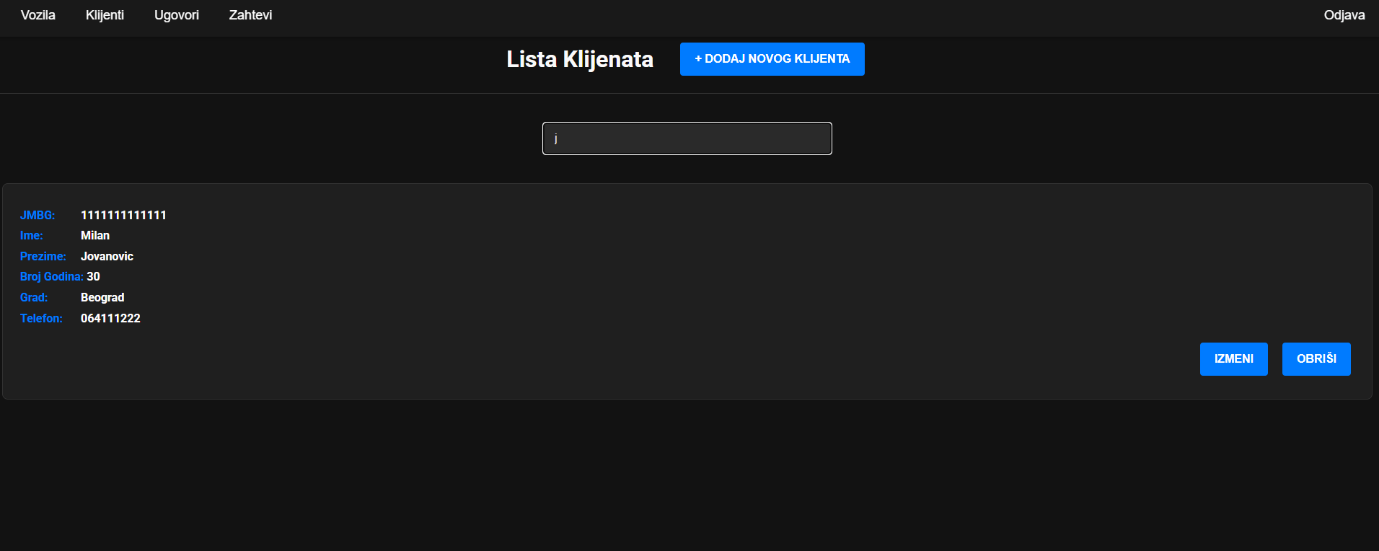 Vozila Klijenti Ugovori Zahtevi Odjava
Lista Klijenata + DODAJ NOVOG KLIJENTA
j
JMBG: 1111111111111
Ime: Milan
Prezime: Jovanovic
Broj Godina: 30
Grad: Beograd
Telefon: 064111222
IZMENI OBRIŠI